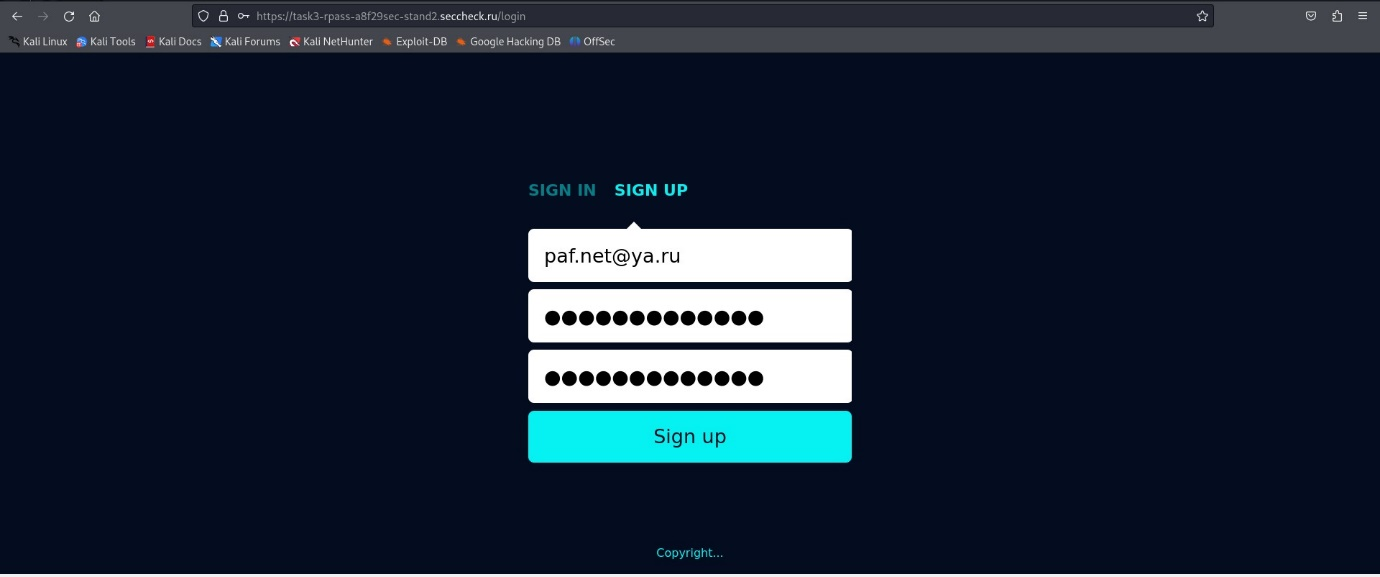 https://task3-rpass-a8f29sec-stand2.seccheck.ru/login
Kali Linux Kali Tools Kali Docs Kali Forums Kali NetHunter Exploit-DB Google Hacking DB OffSec
SIGN IN SIGN UP
paf.net@ya.ru
●●●●●●●●●●●●●
●●●●●●●●●●●●●
Sign up
Copyright...